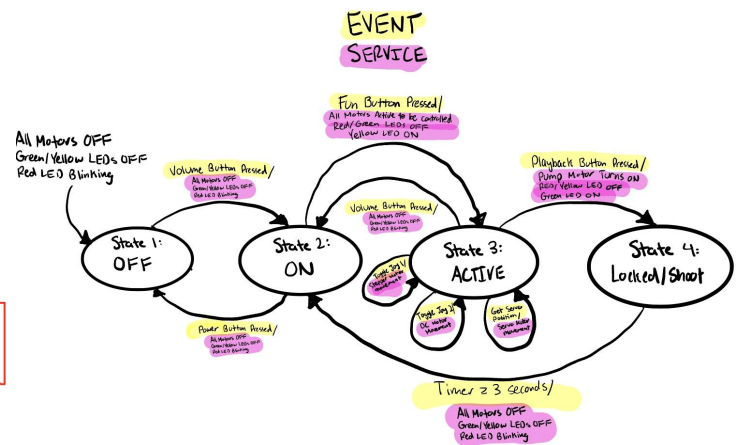 EVENT
SERVICE
Fun Button Pressed/
All Motors Active to be controlled
Red/Green LEDs OFF
Yellow LED ON
All Motors OFF
Green/Yellow LEDs OFF
Red LED Blinking
Volume Button Pressed/
All Motors OFF
Green/Yellow LEDs OFF
Red LED Blinking
Playback Button Pressed/
Pump Motor Turns ON
RED/Yellow LED OFF
Green LED ON
Volume Button Pressed/
All Motors OFF
Green/Yellow LEDs OFF
Red LED Blinking
State 1:
OFF
State 2:
ON
State 3:
ACTIVE
State 4:
Locked/Shoot
Toggle Joy 1/
Stepper Motor
movement
Toggle Joy 2/
DC Motor
Movement
Get Servo
Position/
Servo Motor
Movement
Power Button Pressed/
All Motors OFF
Green/Yellow LEDs OFF
Red LED Blinking
Timer ≥ 3 seconds/
All Motors OFF
Green/Yellow LEDs OFF
Red LED Blinking